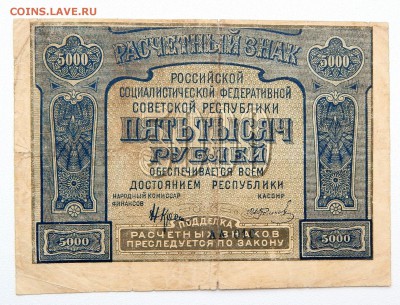 COINS.LAVE.RU
РАСЧЕТНЫЙ ЗНАК
5000 5000
РОССИЙСКОЙ
СОЦИАЛИСТИЧЕСКОЙ ФЕДЕРАТИВНОЙ
СОВЕТСКОЙ РЕСПУБЛИКИ
ПЯТЬ ТЫСЯЧ
РУБЛЕЙ
ОБЕСПЕЧИВАЕТСЯ ВСЕМ
ДОСТОЯНИЕМ РЕСПУБЛИКИ
НАРОДНЫЙ КОМИССАР КАССИР
ФИНАНСОВ
ПОДДЕЛКА
5000 РАСЧЕТНЫХ ЗНАКОВ 5000
ПРЕСЛЕДУЕТСЯ ПО ЗАКОНУ